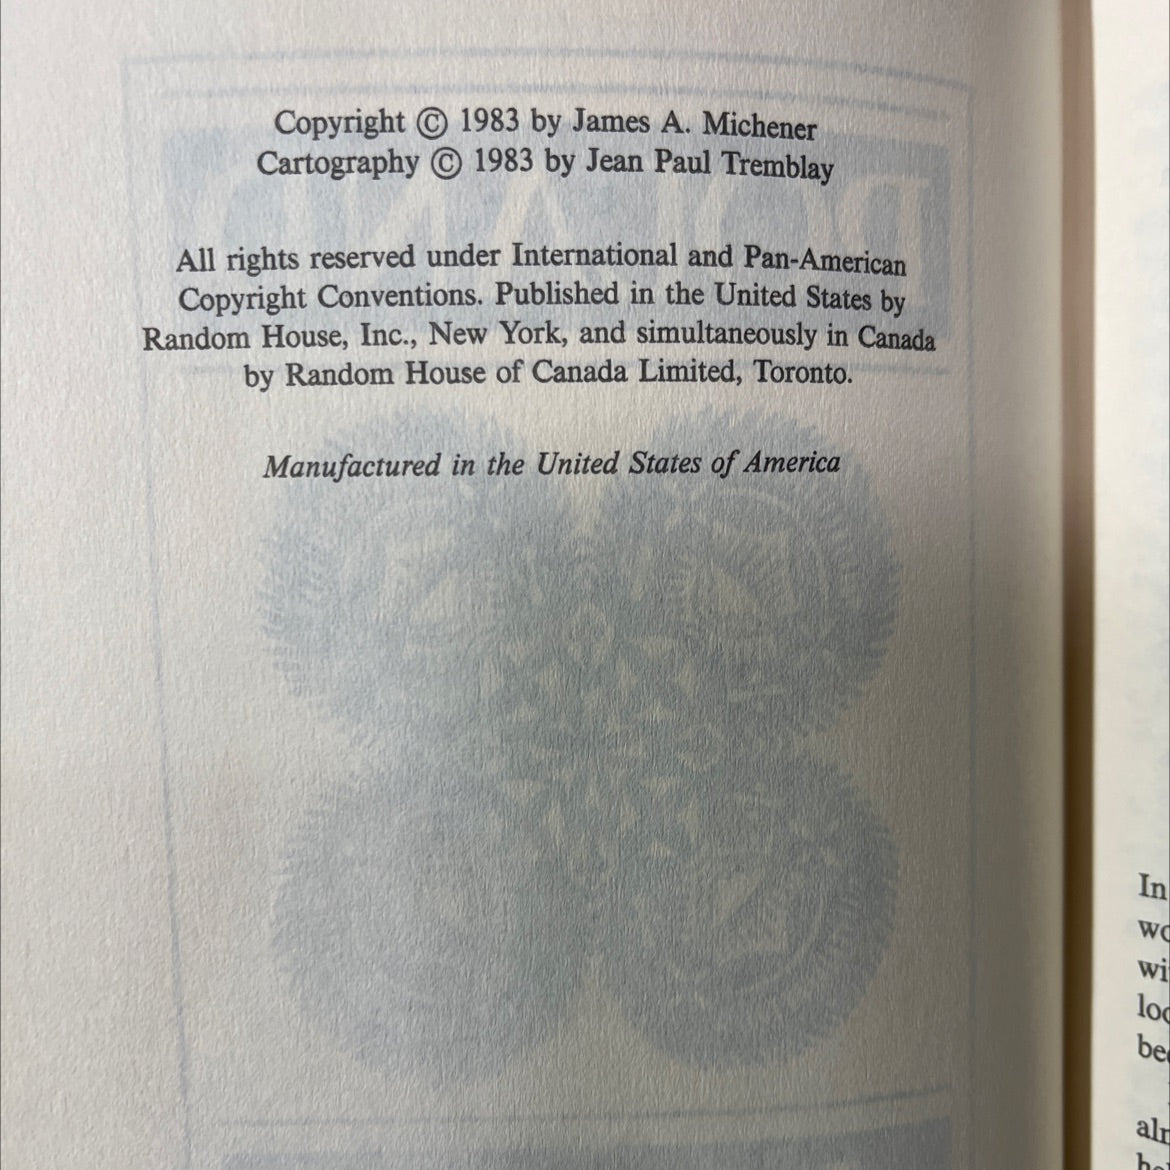 Copyright © 1983 by James A. Michener
Cartography © 1983 by Jean Paul Tremblay
All rights reserved under International and Pan-American
Copyright Conventions. Published in the United States by
Random House, Inc., New York, and simultaneously in Canada
by Random House of Canada Limited, Toronto.
Manufactured in the United States of America
In